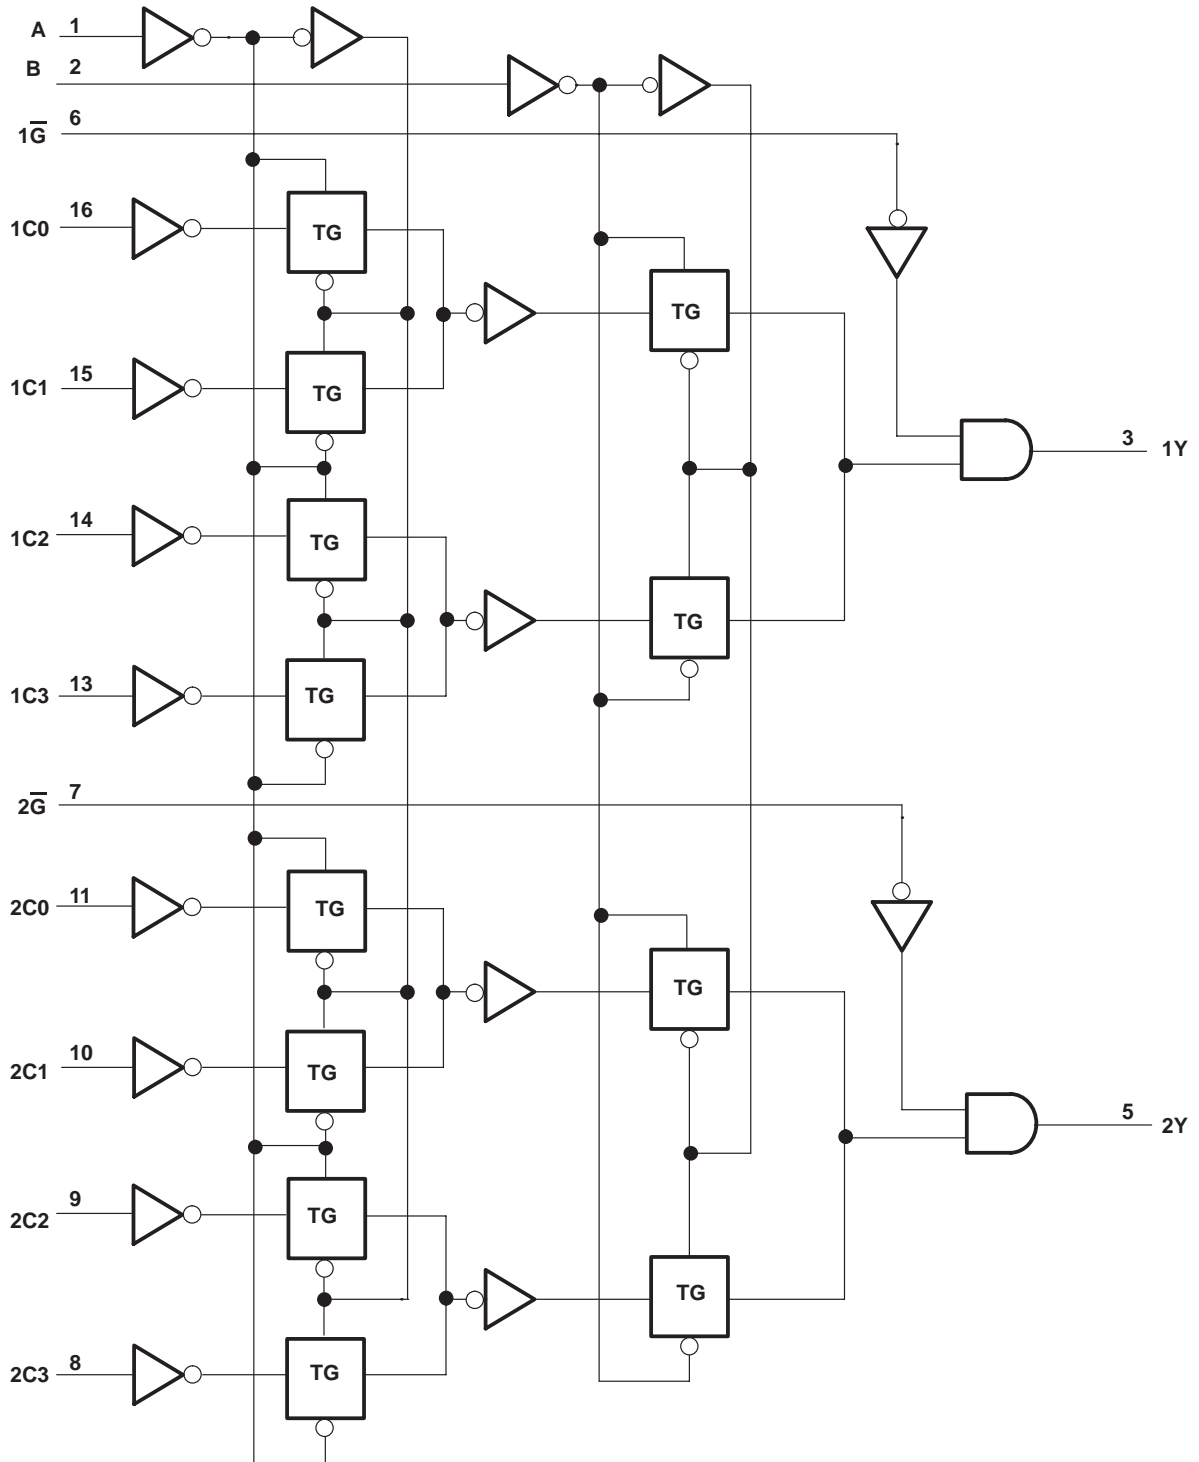 A 1
B 2
1G̅ 6
1C0 16 TG
TG
1C1 15 TG
3 1Y
1C2 14 TG
TG
1C3 13 TG
2G̅ 7
2C0 11 TG
TG
2C1 10 TG
5 2Y
2C2 9 TG
TG
2C3 8 TG